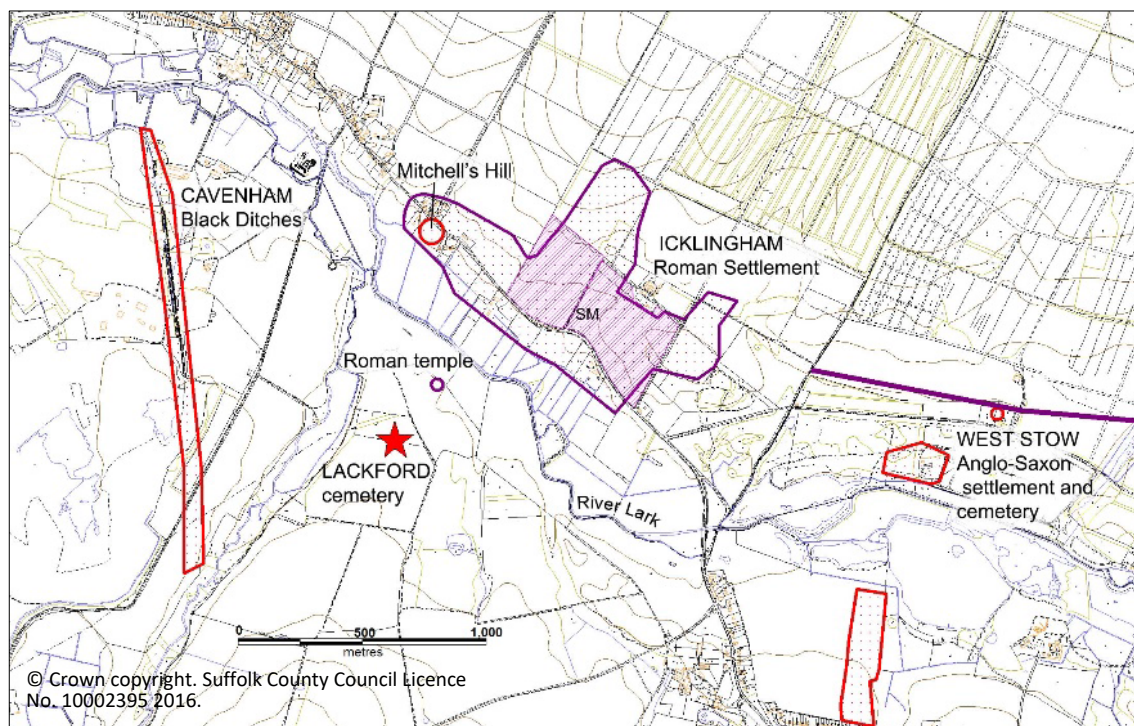 Mitchell's Hill
CAVENHAM
Black Ditches
ICKLINGHAM
Roman Settlement
SM
Roman temple
LACKFORD
cemetery
WEST STOW
Anglo-Saxon
settlement and
cemetery
River Lark
0 500 1,000
metres
© Crown copyright. Suffolk County Council Licence
No. 10002395 2016.